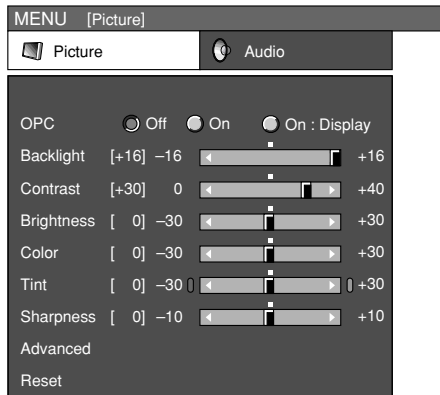 MENU [Picture]
Picture Audio
OPC Off On On : Display
Backlight [+16] –16 +16
Contrast [+30] 0 +40
Brightness [ 0] –30 +30
Color [ 0] –30 +30
Tint [ 0] –30 +30
Sharpness [ 0] –10 +10
Advanced
Reset